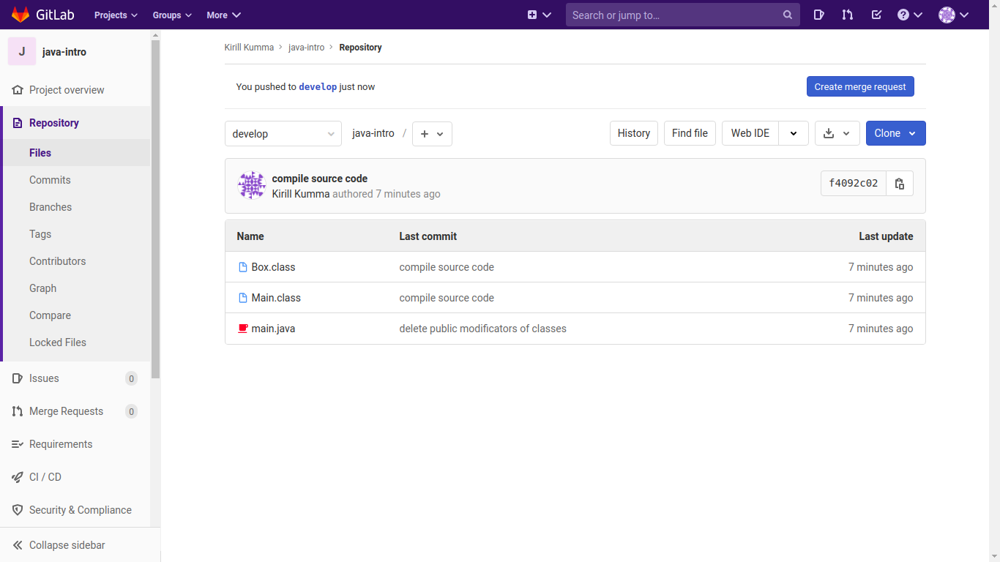 GitLab Projects Groups More Search or jump to...
J java-intro
Project overview
Repository
Files
Commits
Branches
Tags
Contributors
Graph
Compare
Locked Files
Issues 0
Merge Requests 0
Requirements
CI / CD
Security & Compliance
Collapse sidebar
Kirill Kumma > java-intro > Repository
You pushed to develop just now Create merge request
develop java-intro / + History Find file Web IDE Clone
compile source code
Kirill Kumma authored 7 minutes ago f4092c02
Name Last commit Last update
Box.class compile source code 7 minutes ago
Main.class compile source code 7 minutes ago
main.java delete public modificators of classes 7 minutes ago